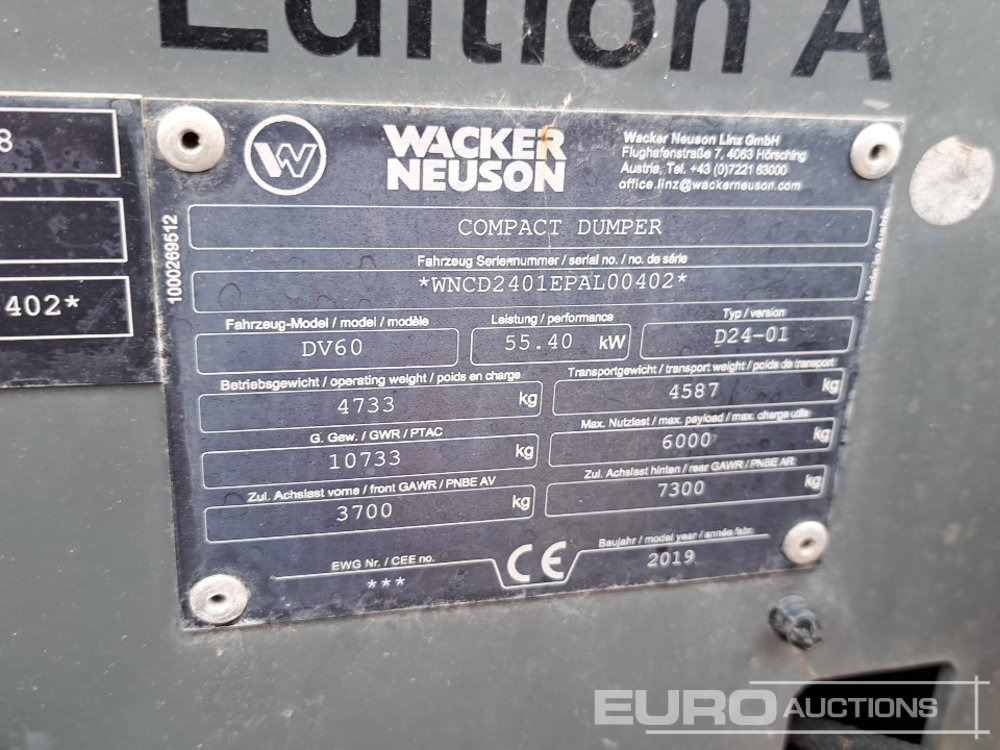 Edition A
8
402*
1000269512
WACKER
NEUSON
Wacker Neuson Linz GmbH
Flughafenstraße 7, 4063 Hörsching
Austria, Tel. +43 (0)7221 63000
office.linz@wackerneuson.com
COMPACT DUMPER
Fahrzeug Seriennummer / serial no. / no. de série
*WNCD2401EPAL00402*
Made in Austria
Fahrzeug-Model / model / modèle
DV60
Leistung / performance
55.40 kW
Typ / version
D24-01
Betriebsgewicht / operating weight / poids en charge
4733 kg
Transportgewicht / transport weight / poids de transport
4587 kg
G. Gew. / GWR / PTAC
10733 kg
Max. Nutzlast / max. payload / max. charge utile
6000 kg
Zul. Achslast vorne / front GAWR / PNBE AV
3700 kg
Zul. Achslast hinten / rear GAWR / PNBE AR
7300 kg
EWG Nr. / CEE no.
***
CE
Baujahr / model year / année fabr.
2019
EURO AUCTIONS